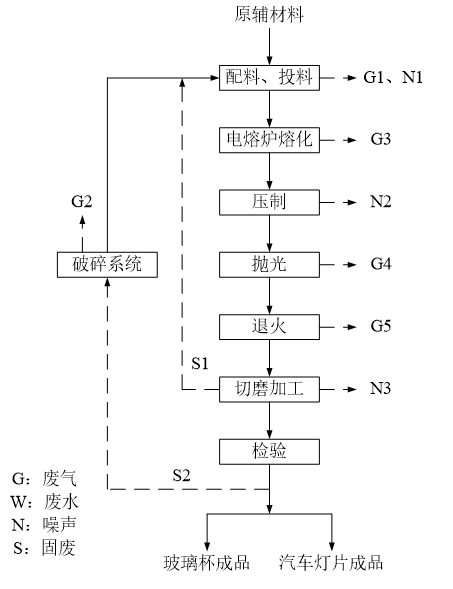 原辅材料
配料、投料
G1、N1
电熔炉熔化
G3
压制
N2
G2
破碎系统
抛光
G4
退火
G5
S1
切磨加工
N3
检验
S2
G：废气
W：废水
N：噪声
S：固废
玻璃杯成品
汽车灯片成品